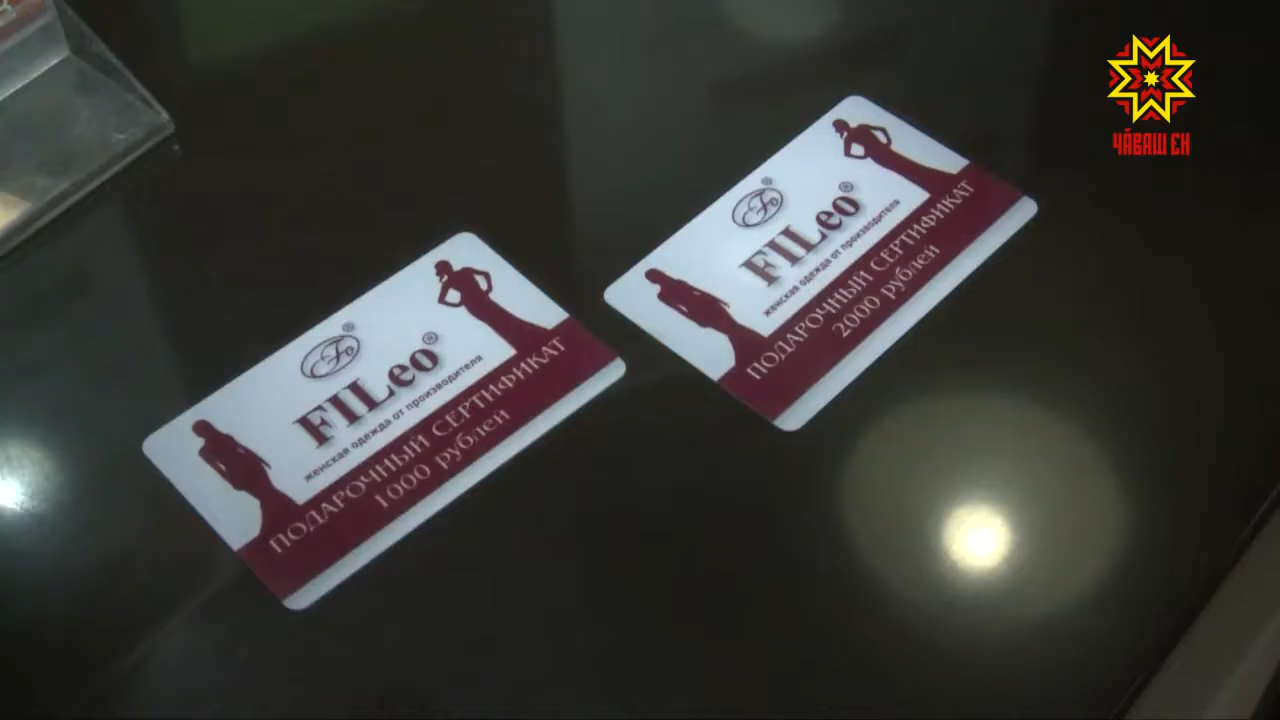 ЧӐВАШ ЕН
Fo®
FILeo®
женская одежда от производителя
ПОДАРОЧНЫЙ СЕРТИФИКАТ
1000 рублей
Fo®
FILeo®
женская одежда от производителя
ПОДАРОЧНЫЙ СЕРТИФИКАТ
2000 рублей